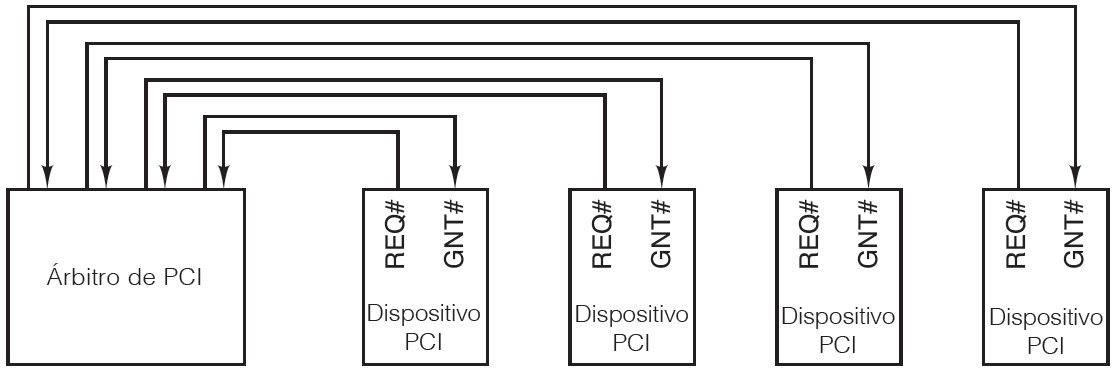 Árbitro de PCI
REQ#
GNT#
Dispositivo
PCI
REQ#
GNT#
Dispositivo
PCI
REQ#
GNT#
Dispositivo
PCI
REQ#
GNT#
Dispositivo
PCI